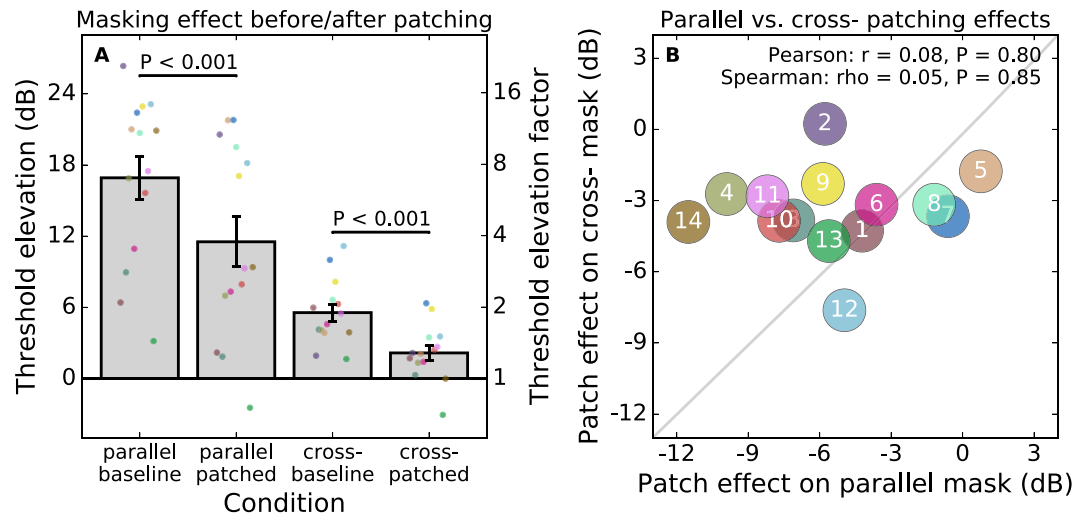 Masking effect before/after patching
A
P < 0.001
P < 0.001
Threshold elevation (dB)
24
18
12
6
0
Threshold elevation factor
16
8
4
2
1
parallel baseline
parallel patched
cross- baseline
cross- patched
Condition
Parallel vs. cross- patching effects
B
Pearson: r = 0.08, P = 0.80
Spearman: rho = 0.05, P = 0.85
Patch effect on cross- mask (dB)
3
0
-3
-6
-9
-12
2
5
9
4
11
6
8
7
14
10
13
1
12
-12
-9
-6
-3
0
3
Patch effect on parallel mask (dB)